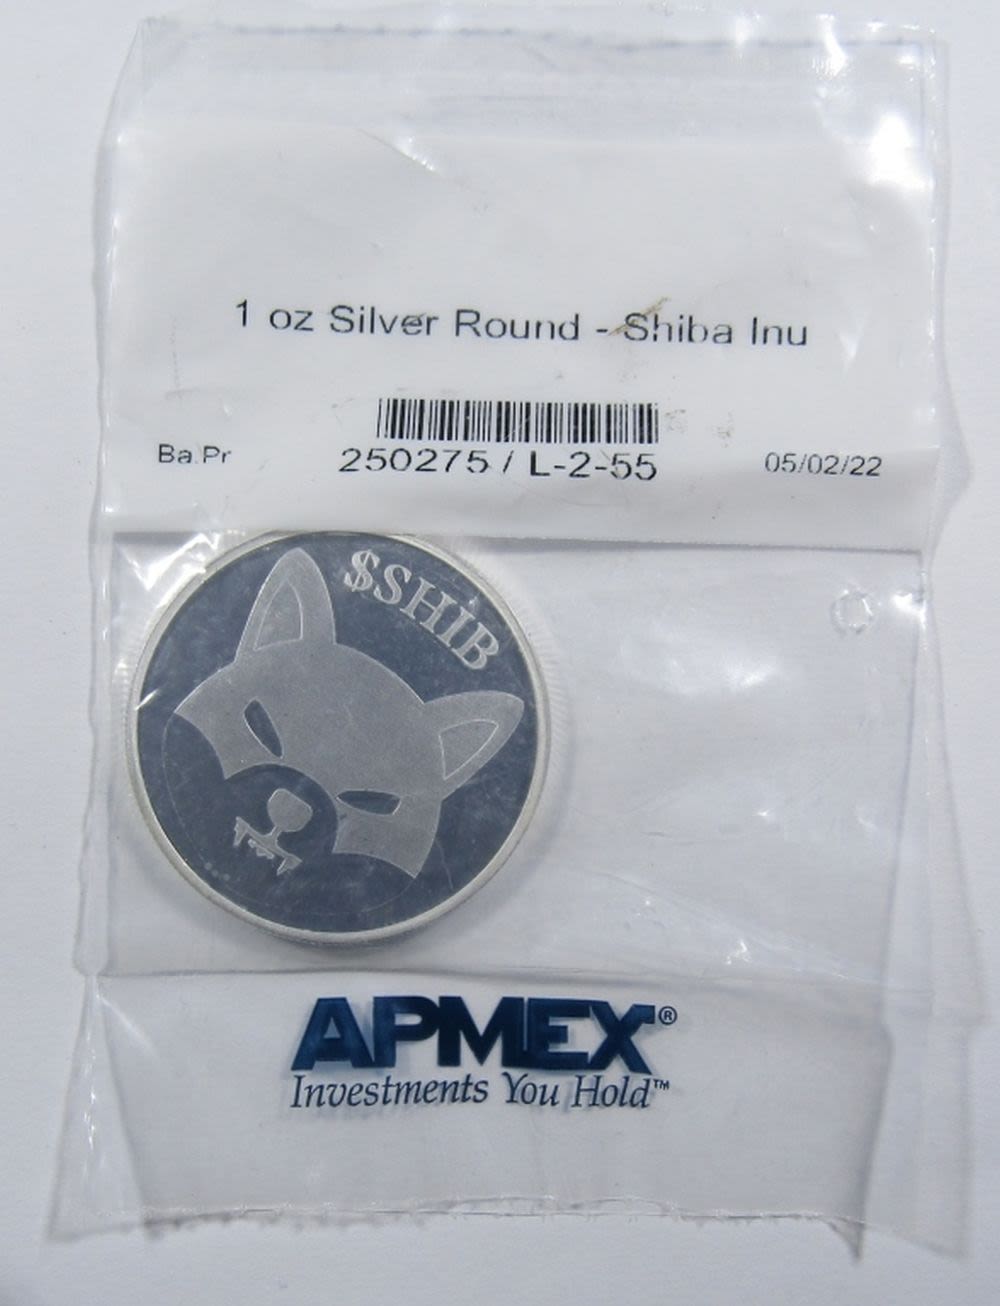 1 oz Silver Round - Shiba Inu
Ba.Pr 250275 / L-2-55 05/02/22
$SHIB
APMEX®
Investments You Hold™